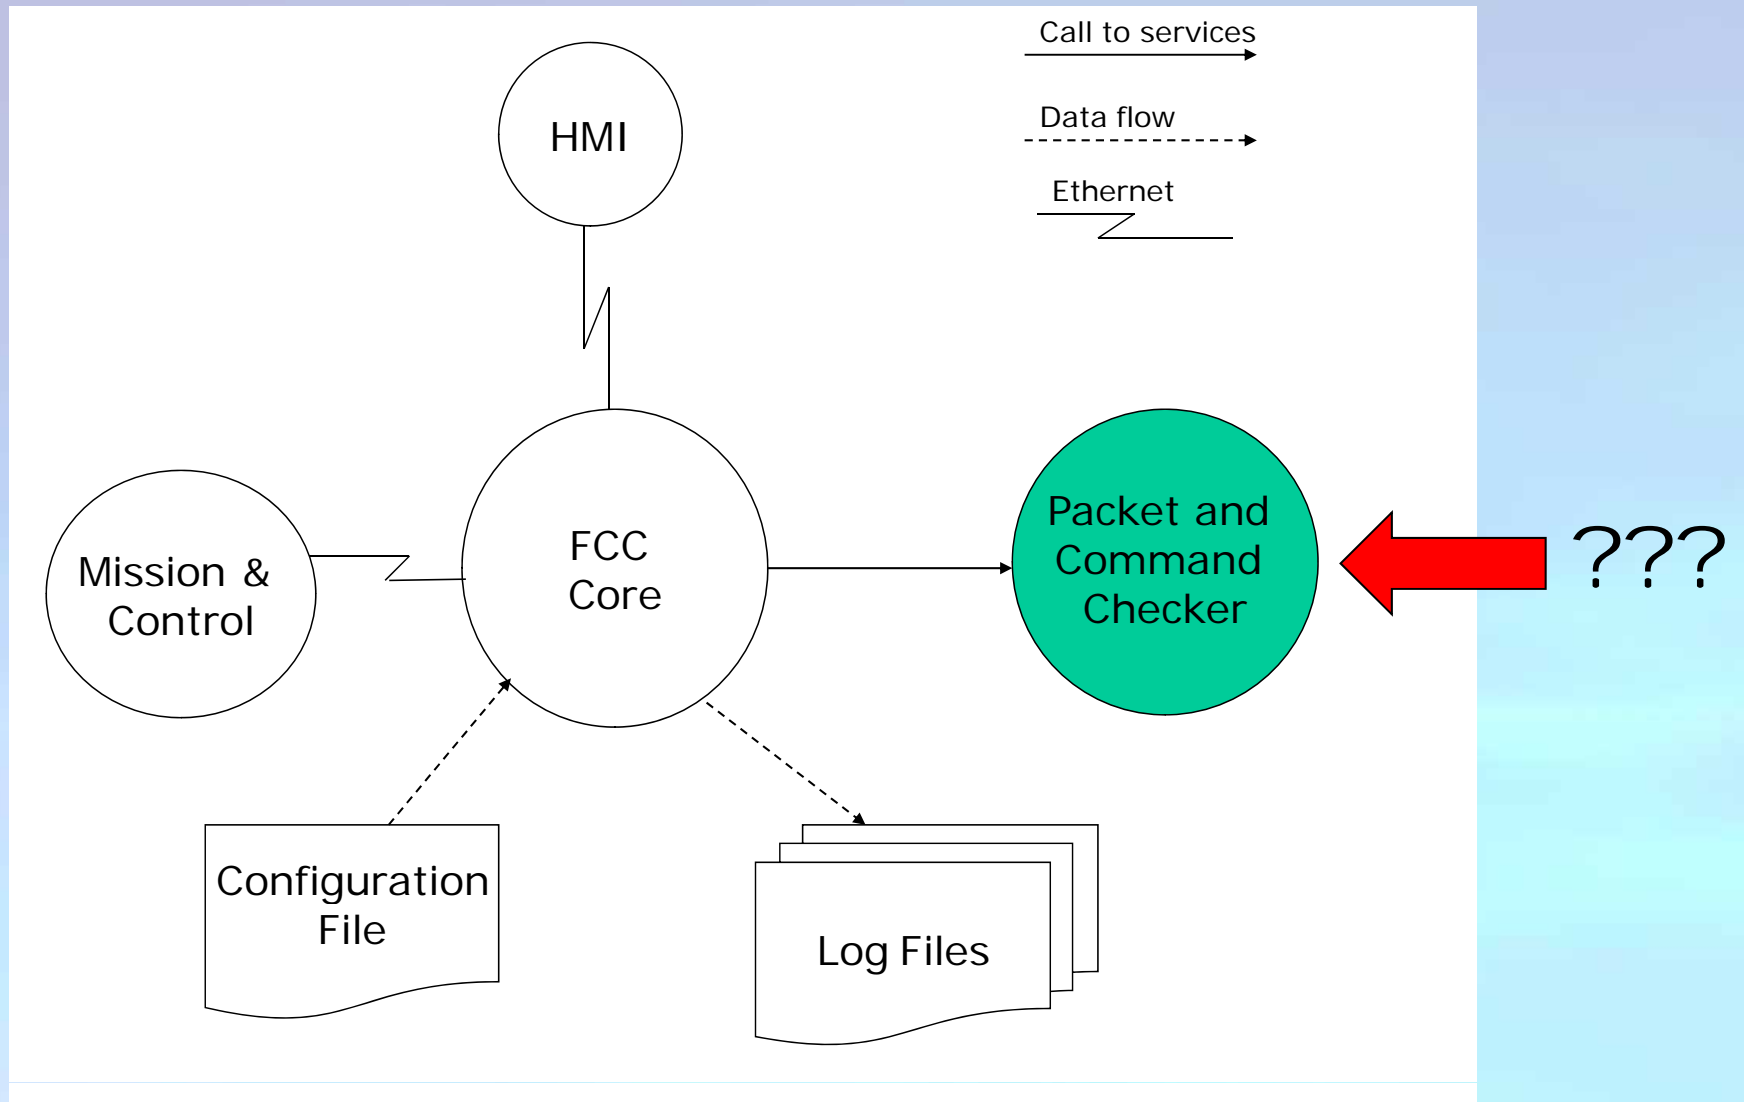 Call to services
HMI
Data flow
Ethernet
Packet and
Command
Checker
???
FCC
Core
Mission &
Control
Configuration
File
Log Files